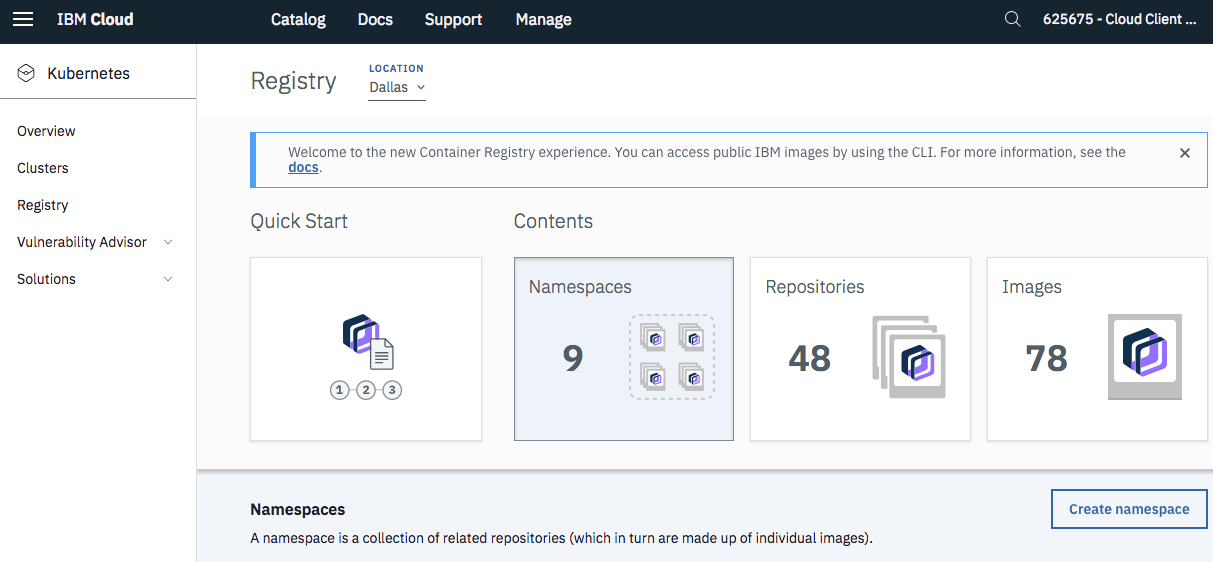 IBM Cloud
Catalog
Docs
Support
Manage
625675 - Cloud Client ...
Kubernetes
Overview
Clusters
Registry
Vulnerability Advisor
Solutions
Registry
LOCATION
Dallas
Welcome to the new Container Registry experience. You can access public IBM images by using the CLI. For more information, see the
docs.
Quick Start
1 2 3
Contents
Namespaces
9
Repositories
48
Images
78
Namespaces
A namespace is a collection of related repositories (which in turn are made up of individual images).
Create namespace